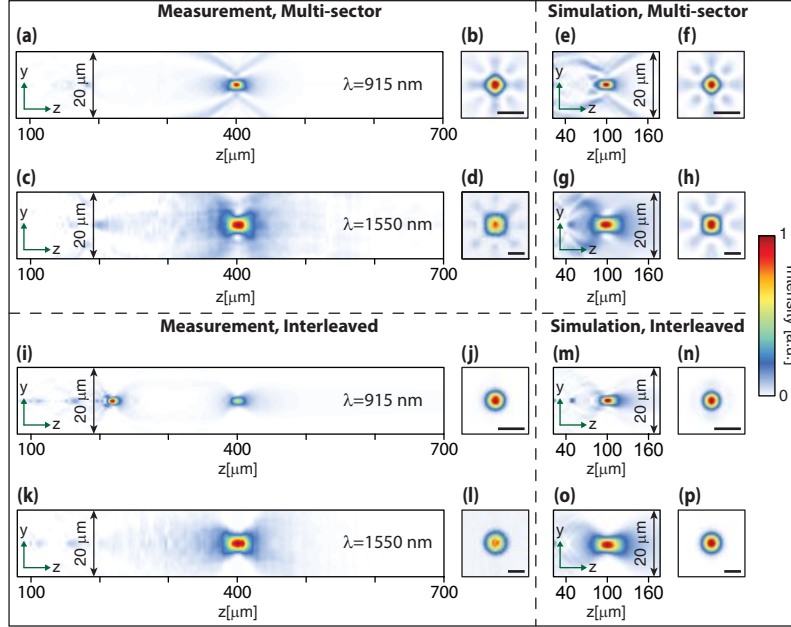 Measurement, Multi-sector
Simulation, Multi-sector
(a)
(b)
(e)
(f)
y
z
20 μm
λ=915 nm
y
z
20 μm
100
400
700
z[μm]
40
100
160
z[μm]
(c)
(d)
(g)
(h)
y
z
20 μm
λ=1550 nm
y
z
20 μm
100
400
700
z[μm]
40
100
160
z[μm]
1
Intensity [a.u.]
0
Measurement, Interleaved
Simulation, Interleaved
(i)
(j)
(m)
(n)
y
z
20 μm
λ=915 nm
y
z
20 μm
100
400
700
z[μm]
40
100
160
z[μm]
(k)
(l)
(o)
(p)
y
z
20 μm
λ=1550 nm
y
z
20 μm
100
400
700
z[μm]
40
100
160
z[μm]